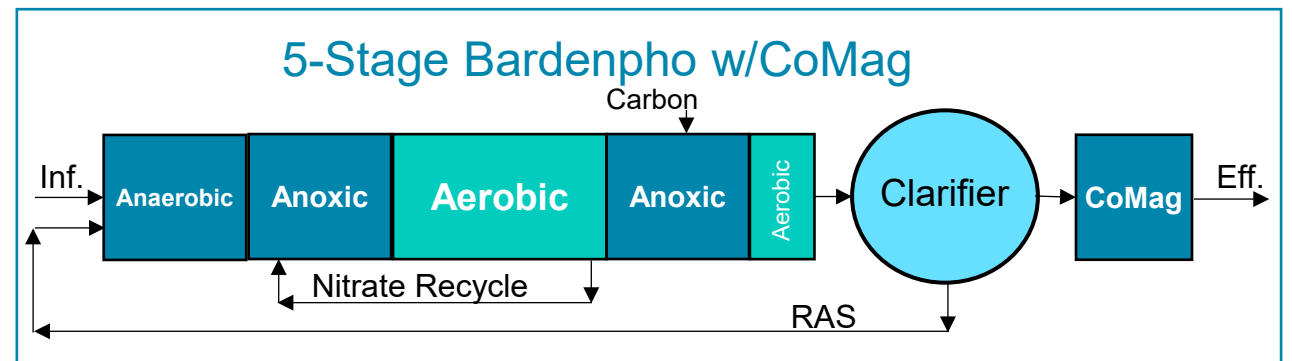 5-Stage Bardenpho w/CoMag
Carbon
Inf.
Anaerobic
Anoxic
Aerobic
Anoxic
Aerobic
Clarifier
CoMag
Eff.
Nitrate Recycle
RAS